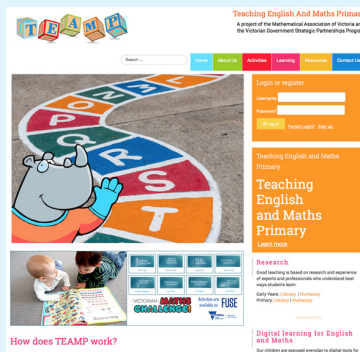 TEAMP
Teaching English And Maths Primar
A project of the Mathematical Association of Victoria an
the Victorian Government Strategic Partnerships Progra
Search ...
Home
About Us
Activities
Learning
Resources
Contact Us
Login or register
Username
Password
Log in
Forgot Login?
Sign up
Teaching English and Maths
Primary
Teaching
English
and Maths
Primary
Learn more
L
M
N
O
P
Q
R
S
T
VICTORIAN
MATHS
CHALLENGE!
Activities are
available on
FUSE
Research
Good teaching is based on research and experience
of experts and professionals who understand best
ways students learn.
Early Years: Literacy | Numeracy
Primary: Literacy | Numeracy
How does TEAMP work?
Digital learning for English
and Maths
Our children are exposed everyday to digital tools for